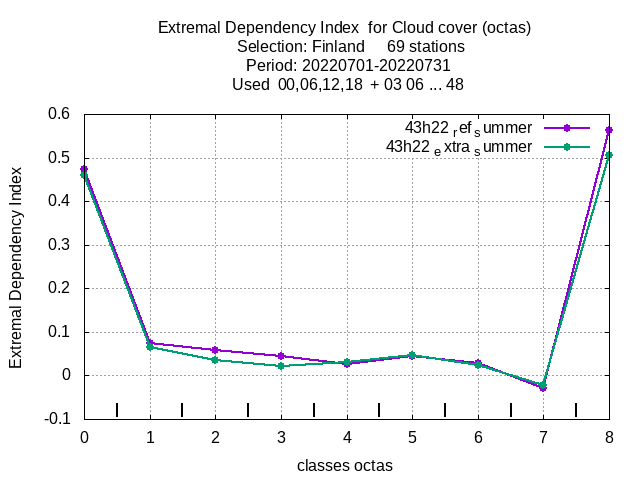 Extremal Dependency Index  for Cloud cover (octas)
Selection: Finland     69 stations
Period: 20220701-20220731
Used  00,06,12,18  + 03 06 ... 48
43h22 ref summer
43h22 extra summer
0.6
0.5
0.4
0.3
0.2
0.1
0
-0.1
Extremal Dependency Index
0 1 2 3 4 5 6 7 8
classes octas